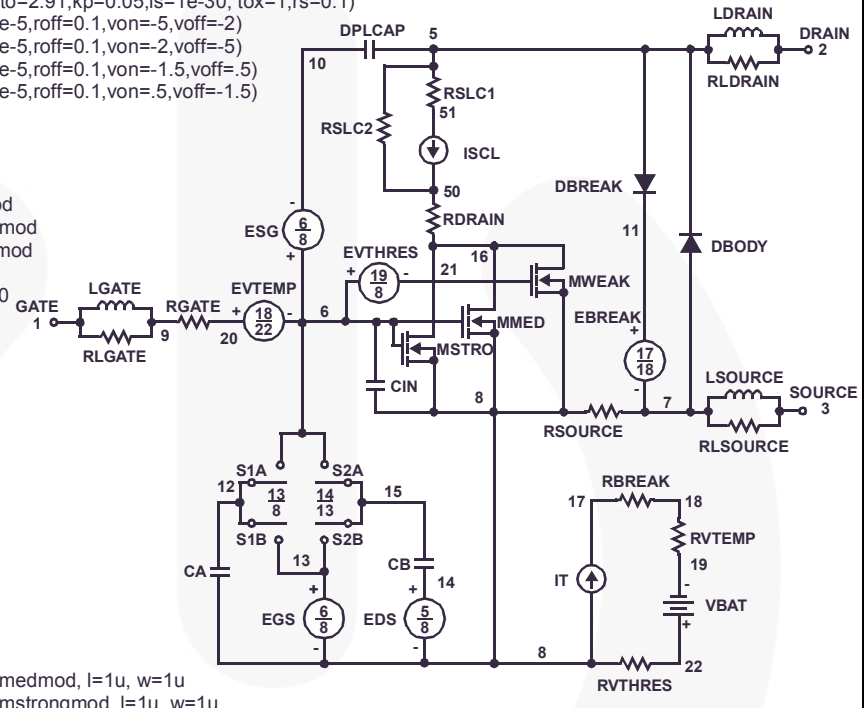 to=2.91,kp=0.05,is=1e-30, tox=1,rs=0.1)
e-5,roff=0.1,von=-5,voff=-2)
e-5,roff=0.1,von=-2,voff=-5)
e-5,roff=0.1,von=-1.5,voff=.5)
e-5,roff=0.1,von=.5,voff=-1.5)
LDRAIN
DPLCAP 5 DRAIN
10 2
RLDRAIN
RSLC1
51
RSLC2
ISCL
50
od
mod
mod
DBREAK
RDRAIN
- 6 8 +
ESG
11
DBODY
EVTHRES 16
+ 19 8 - 21
MWEAK
0
LGATE EVTEMP
GATE RGATE + 18 22 - 6
EBREAK
1
MMED
+
9 20
MSTRO
17 18
RLGATE
-
LSOURCE
CIN 8 7 SOURCE
3
RSOURCE
RLSOURCE
S1A S2A
12 13 8 14 13 15
RBREAK
17 18
S1B S2B
RVTEMP
13
CA CB 19
IT -
14
+ + VBAT
EGS 6 8 EDS 5 8 +
- - 8 22
RVTHRES
medmod, l=1u, w=1u
mstrongmod, l=1u, w=1u